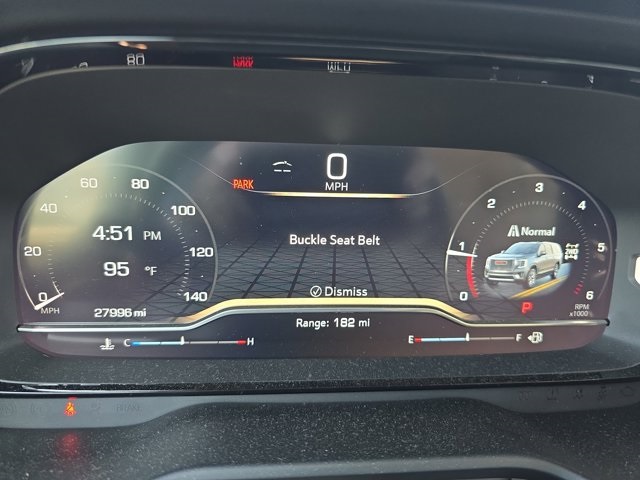 0
MPH
PARK
60 80
40 100
20 120
0 140
MPH
4:51 PM
95 °F
27996 mi
Buckle Seat Belt
Dismiss
Range: 182 mi
C H
E F
3
2 4
1 5
0 6
Normal
P
RPM
x1000